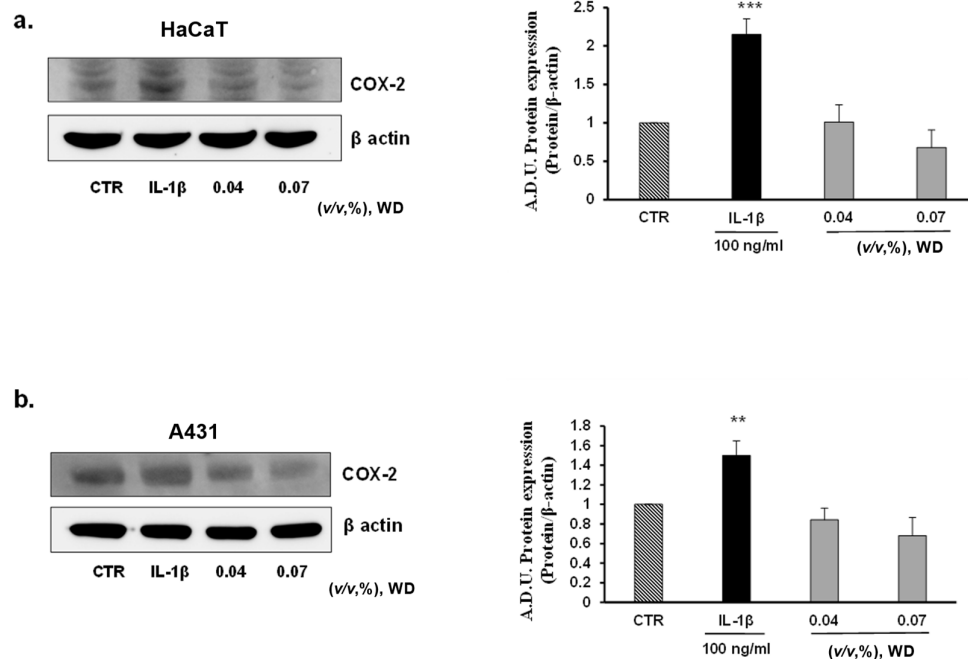 a.
HaCaT
COX-2
β actin
CTR IL-1β 0.04 0.07
(v/v,%), WD
A.D.U. Protein expression
(Protein/β-actin)
2.5
2
1.5
1
0.5
0
***
CTR IL-1β 0.04 0.07
100 ng/ml (v/v,%), WD
b.
A431
COX-2
β actin
CTR IL-1β 0.04 0.07
(v/v,%), WD
A.D.U. Protein expression
(Protein/β-actin)
1.8
1.6
1.4
1.2
1
0.8
0.6
0.4
0.2
0
**
CTR IL-1β 0.04 0.07
100 ng/ml (v/v,%), WD